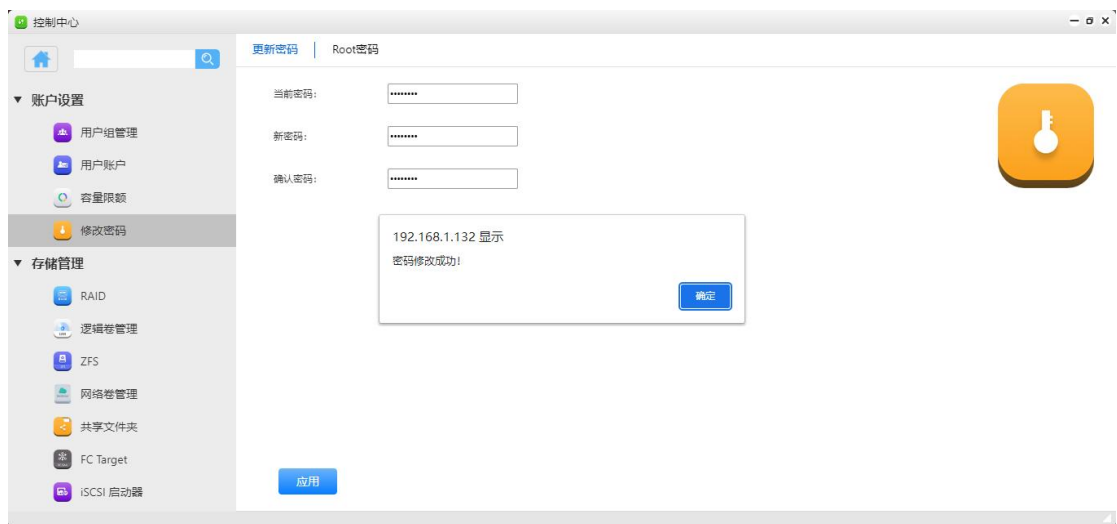 控制中心
更新密码 Root密码
▼ 账户设置
用户组管理
用户账户
容量限额
修改密码
▼ 存储管理
RAID
逻辑卷管理
ZFS
网络卷管理
共享文件夹
FC Target
iSCSI 启动器
当前密码: ••••••••
新密码: ••••••••
确认密码: ••••••••
192.168.1.132 显示
密码修改成功!
确定
应用